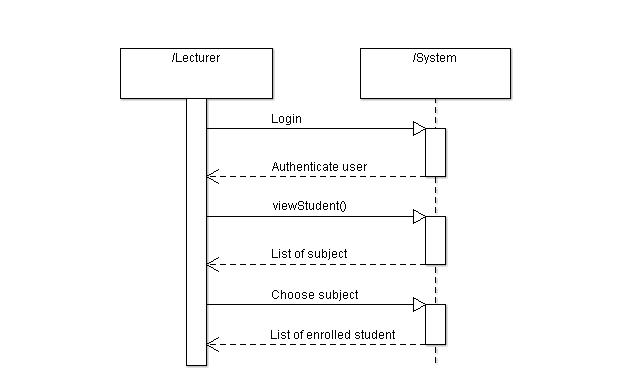 /Lecturer
/System
Login
Authenticate user
viewStudent()
List of subject
Choose subject
List of enrolled student